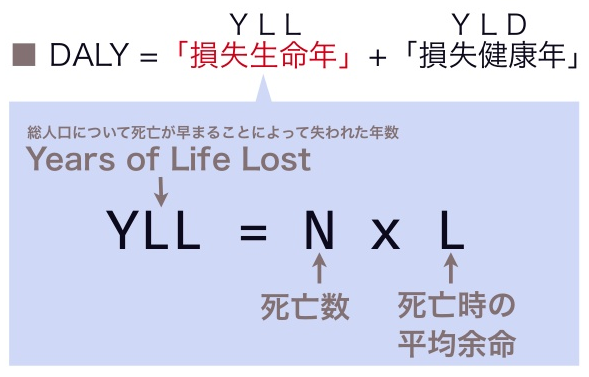 YLL YLD
■ DALY =「損失生命年」+「損失健康年」
総人口について死亡が早まることによって失われた年数
Years of Life Lost
YLL = N x L
死亡数 死亡時の
平均余命